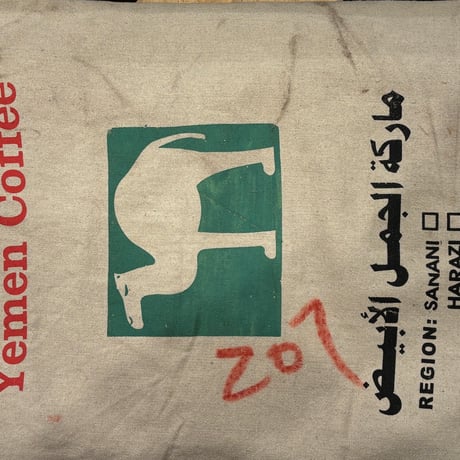 Yemen Coffee
207
ماركة الجمل الأبيض
REGION: SANANI
HARAZI